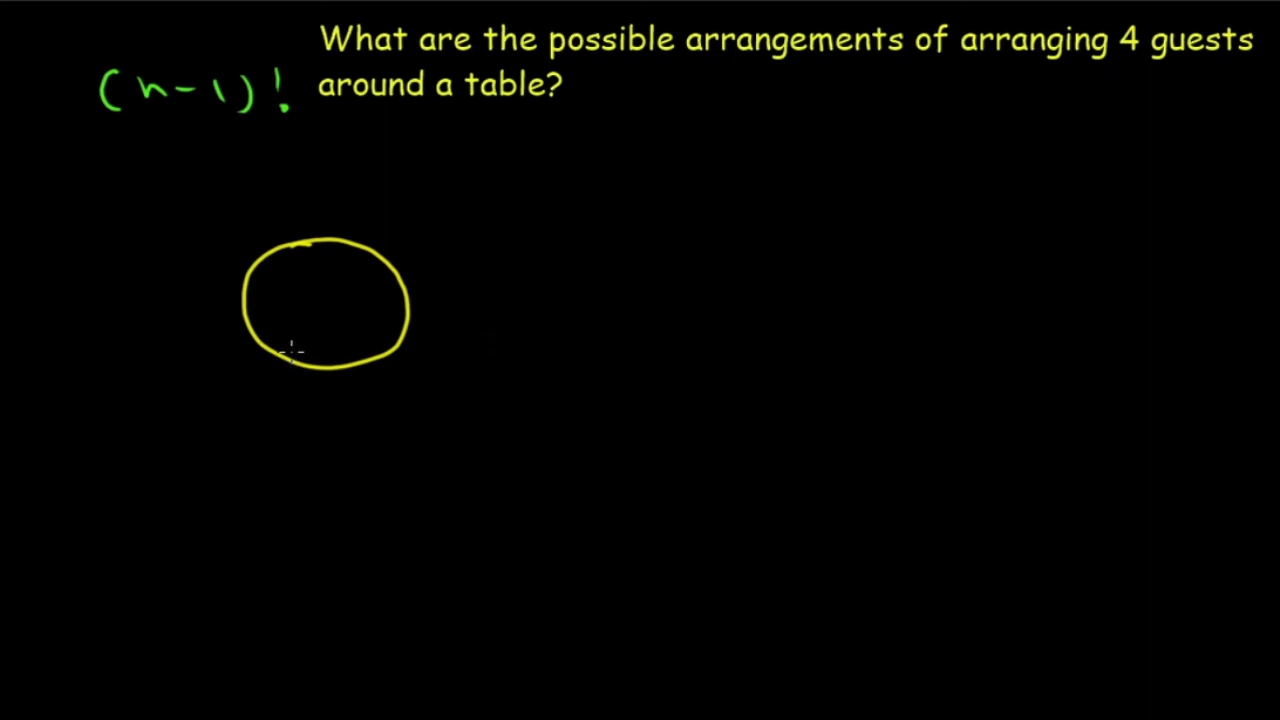 What are the possible arrangements of arranging 4 guests
(n-1)! around a table?